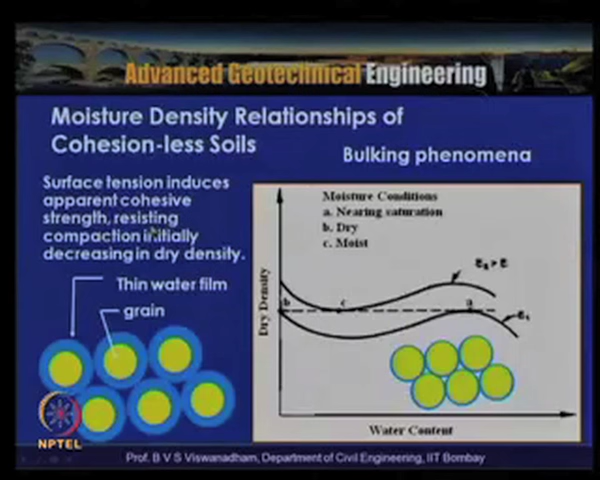 Advanced Geotechnical Engineering
Moisture Density Relationships of
Cohesion-less Soils
Bulking phenomena
Surface tension induces
apparent cohesive
strength, resisting
compaction initially
decreasing in dry density.
Thin water film
grain
Moisture Conditions
a. Nearing saturation
b. Dry
c. Moist
b
c
a
E₁
Dry Density
Water Content
NPTEL
Prof. B V S Viswanadham, Department of Civil Engineering, IIT Bombay